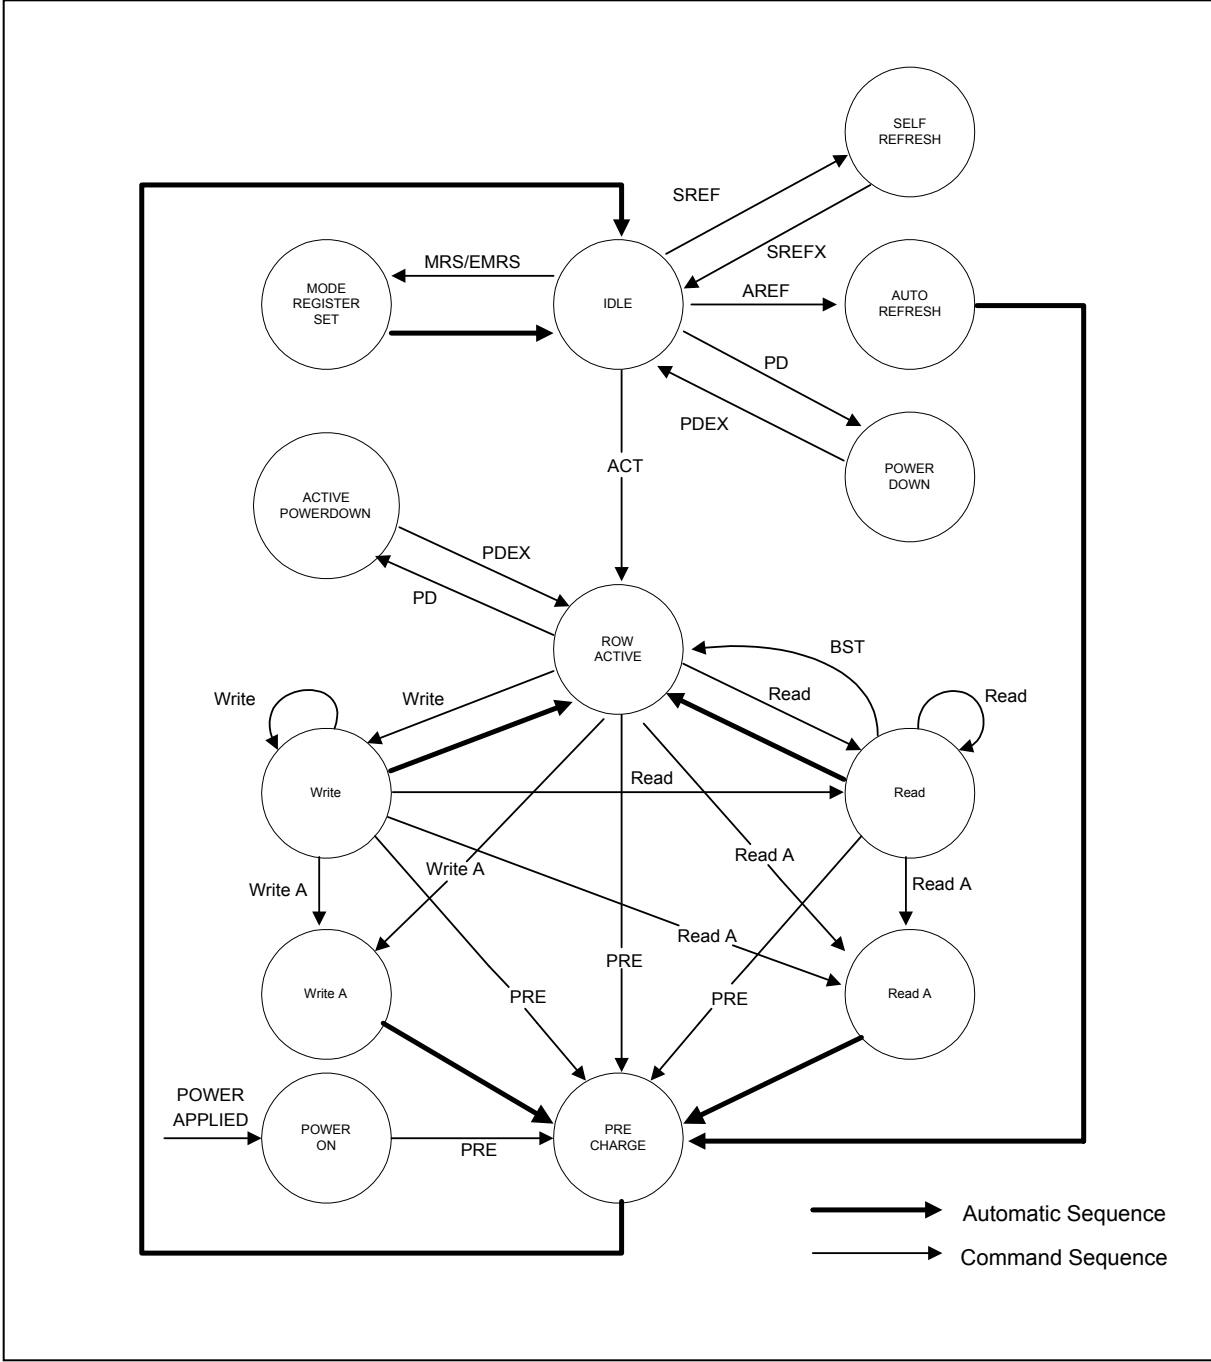 SELF
REFRESH
SREF
SREFX
MRS/EMRS
MODE
REGISTER
SET
IDLE
AREF
AUTO
REFRESH
PD
PDEX
POWER
DOWN
ACT
ACTIVE
POWERDOWN
PDEX
PD
ROW
ACTIVE
BST
Write
Write
Read
Read
Write
Read
Read
Write A
Write A
Read A
Read A
Read A
PRE
PRE
PRE
Write A
Read A
POWER
APPLIED
POWER
ON
PRE
PRE
CHARGE
Automatic Sequence
Command Sequence